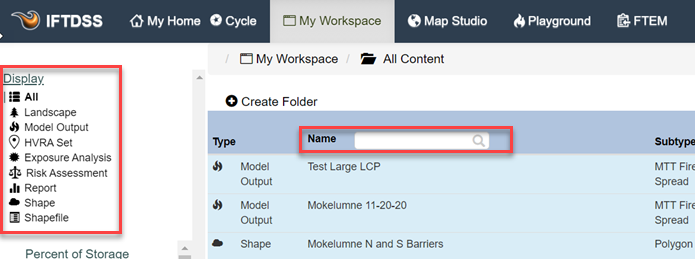 IFTDSS My Home Cycle My Workspace Map Studio Playground FTEM
/ My Workspace / All Content
Display
All
Landscape
Model Output
HVRA Set
Exposure Analysis
Risk Assessment
Report
Shape
Shapefile
Percent of Storage
Create Folder
Type Name Subtype
Model Output Test Large LCP MTT Fire Spread
Model Output Mokelumne 11-20-20 MTT Fire Spread
Shape Mokelumne N and S Barriers Polygon